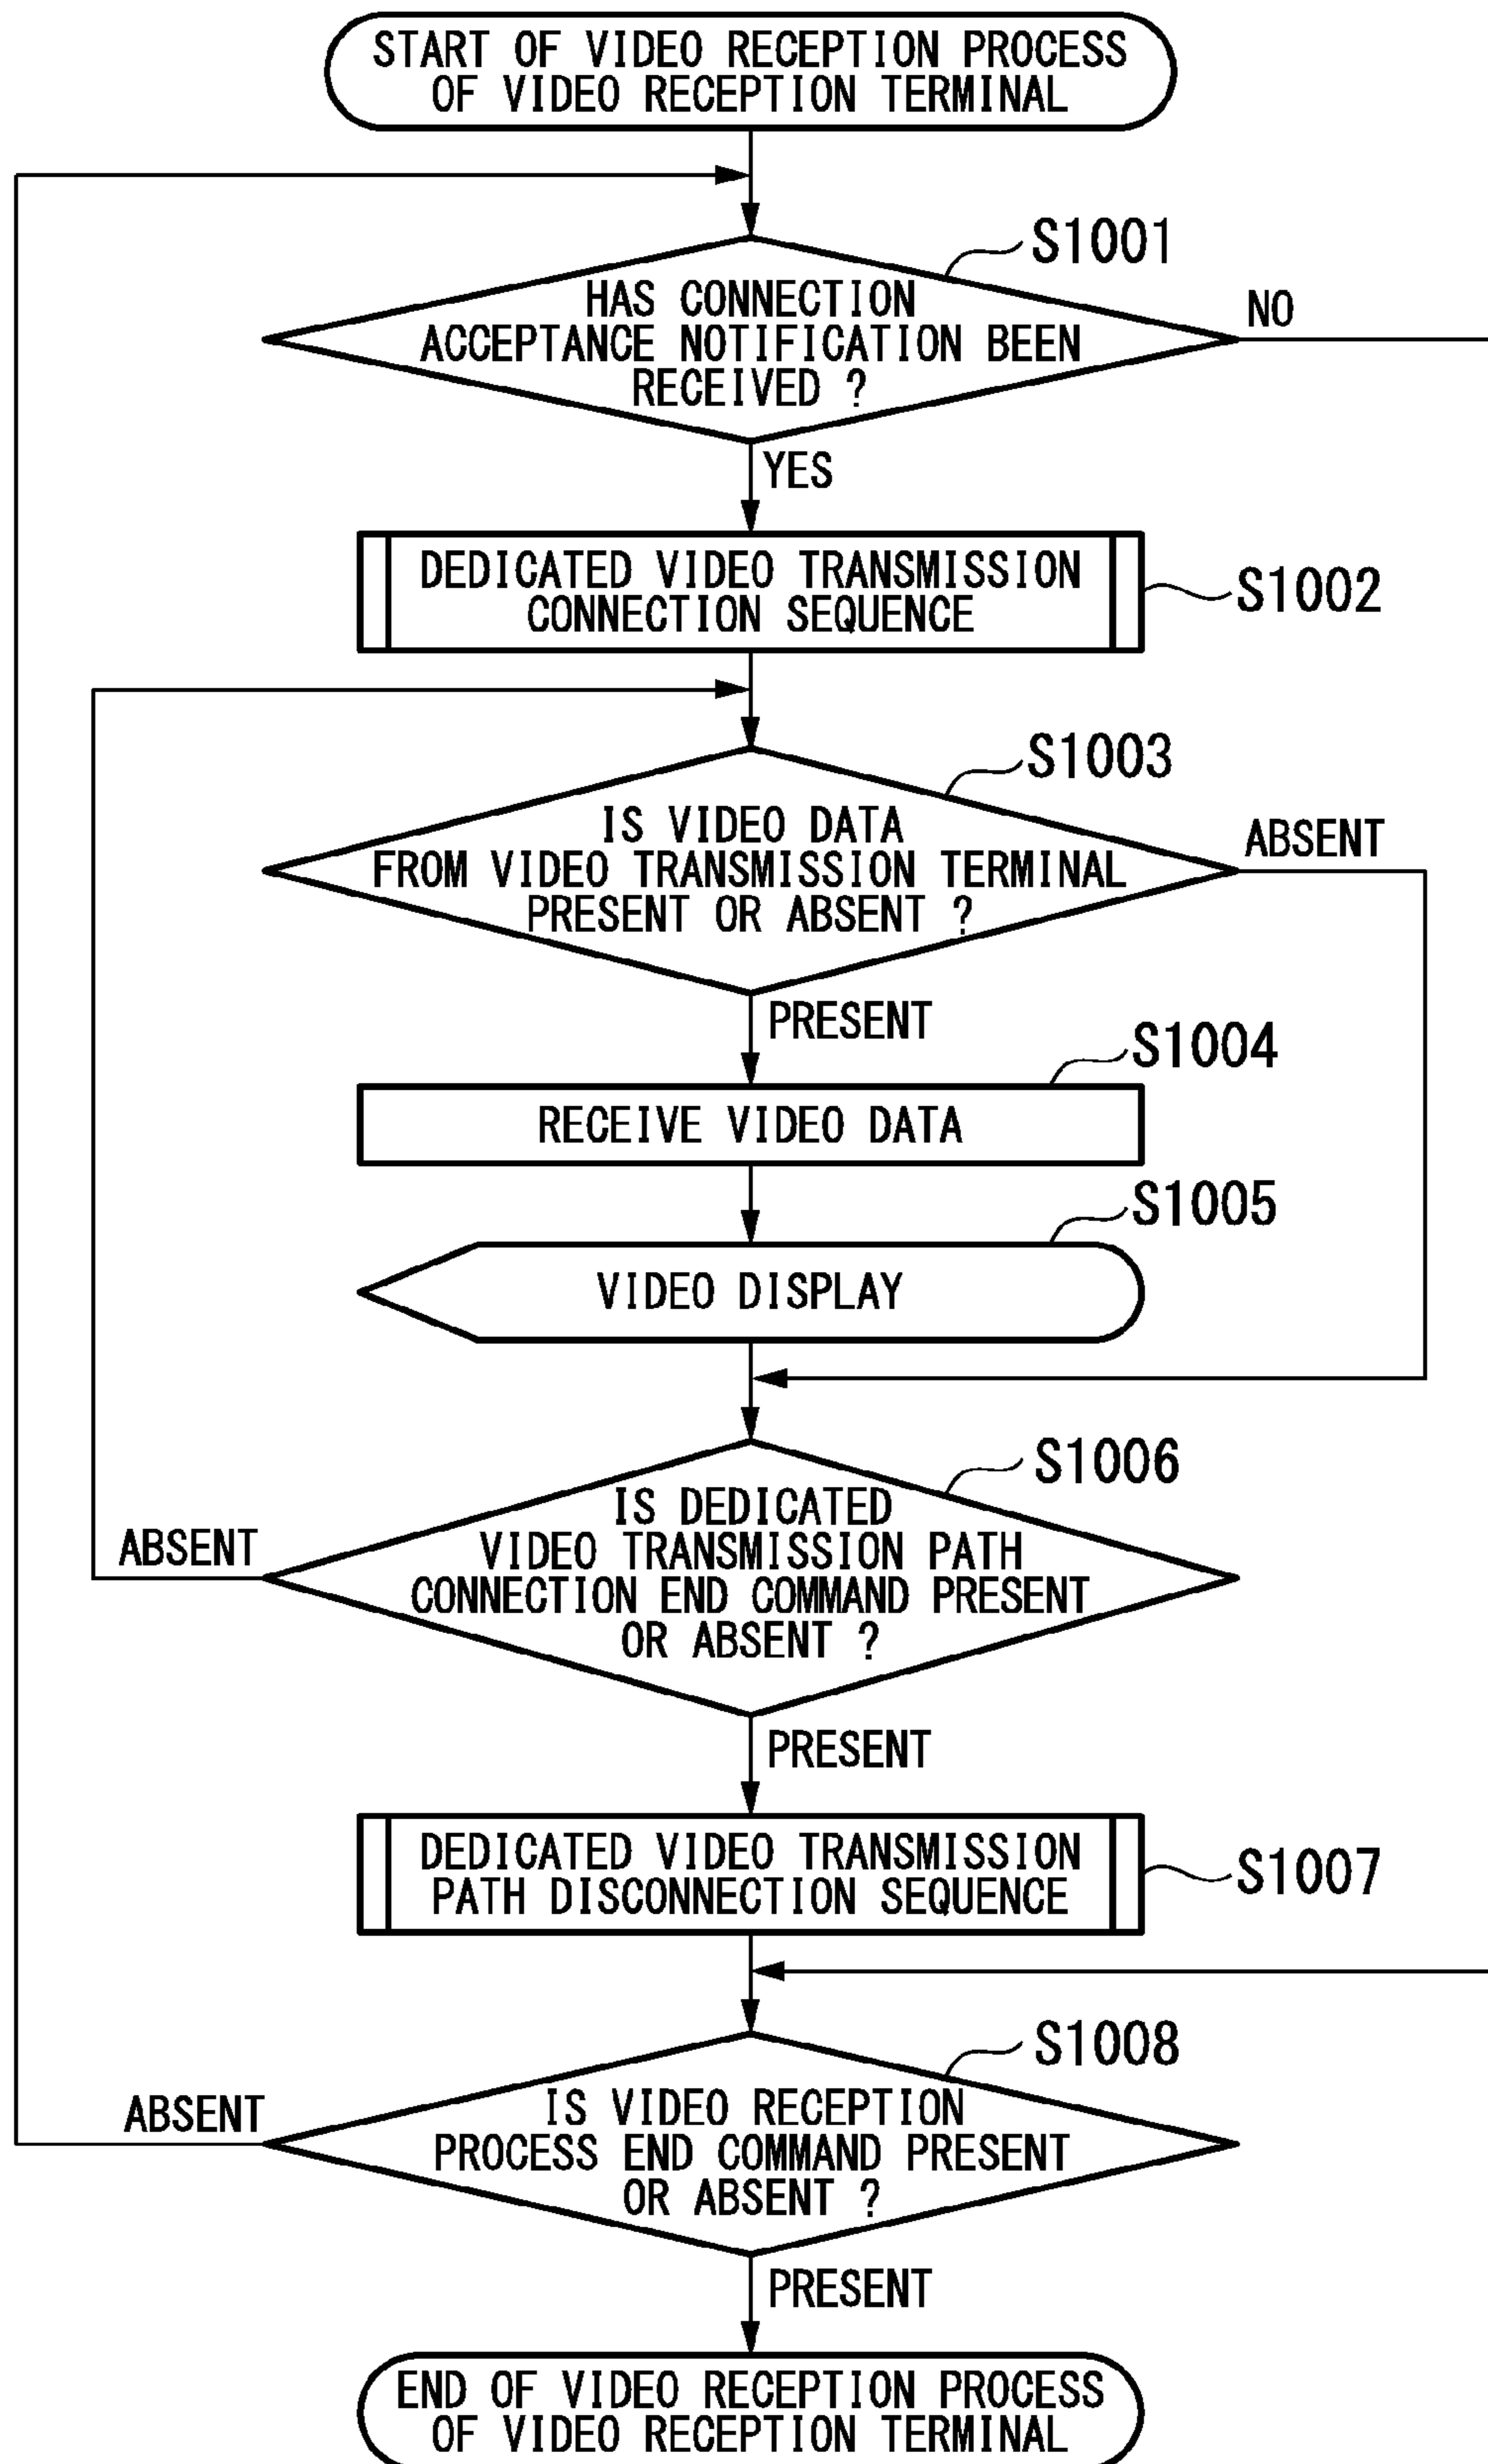 START OF VIDEO RECEPTION PROCESS
OF VIDEO RECEPTION TERMINAL
S1001
HAS CONNECTION
ACCEPTANCE NOTIFICATION BEEN
RECEIVED ?
NO
YES
DEDICATED VIDEO TRANSMISSION
CONNECTION SEQUENCE
S1002
S1003
IS VIDEO DATA
FROM VIDEO TRANSMISSION TERMINAL
PRESENT OR ABSENT ?
ABSENT
PRESENT
S1004
RECEIVE VIDEO DATA
S1005
VIDEO DISPLAY
S1006
IS DEDICATED
VIDEO TRANSMISSION PATH
CONNECTION END COMMAND PRESENT
OR ABSENT ?
ABSENT
PRESENT
DEDICATED VIDEO TRANSMISSION
PATH DISCONNECTION SEQUENCE
S1007
S1008
IS VIDEO RECEPTION
PROCESS END COMMAND PRESENT
OR ABSENT ?
ABSENT
PRESENT
END OF VIDEO RECEPTION PROCESS
OF VIDEO RECEPTION TERMINAL